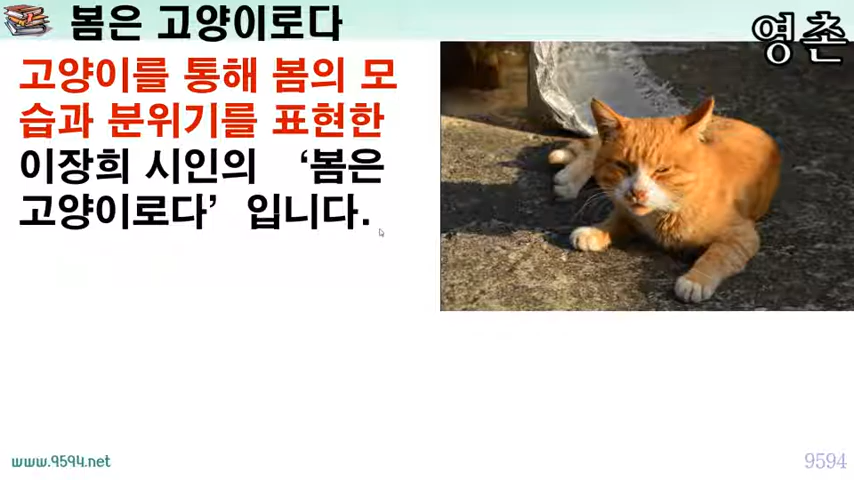 봄은 고양이로다
영촌
고양이를 통해 봄의 모
습과 분위기를 표현한
이장희 시인의 ‘봄은
고양이로다’ 입니다.
www.9594.net
9594